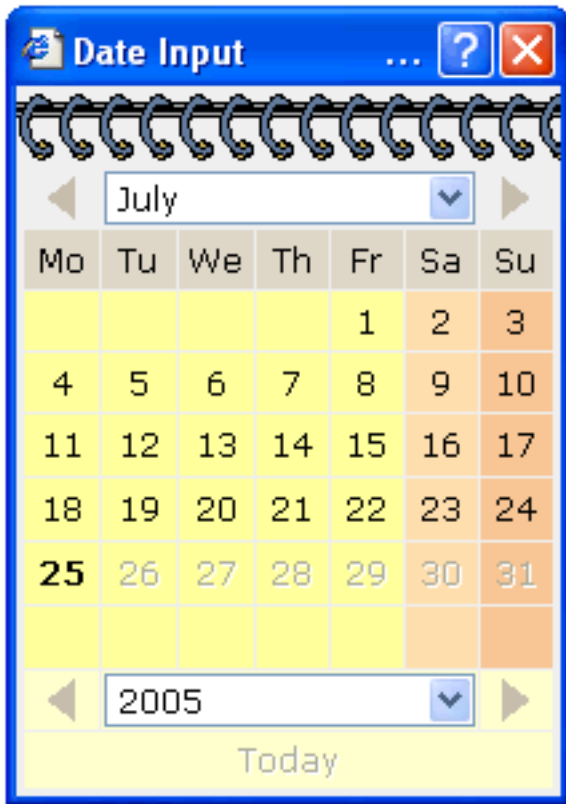 Date Input ...
July
Mo Tu We Th Fr Sa Su
1 2 3
4 5 6 7 8 9 10
11 12 13 14 15 16 17
18 19 20 21 22 23 24
25 26 27 28 29 30 31
2005
Today